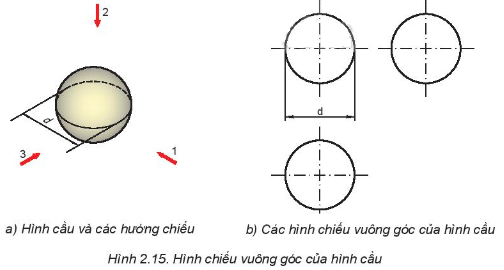 2
d
3
1
d
a) Hình cầu và các hướng chiếu
b) Các hình chiếu vuông góc của hình cầu
Hình 2.15. Hình chiếu vuông góc của hình cầu